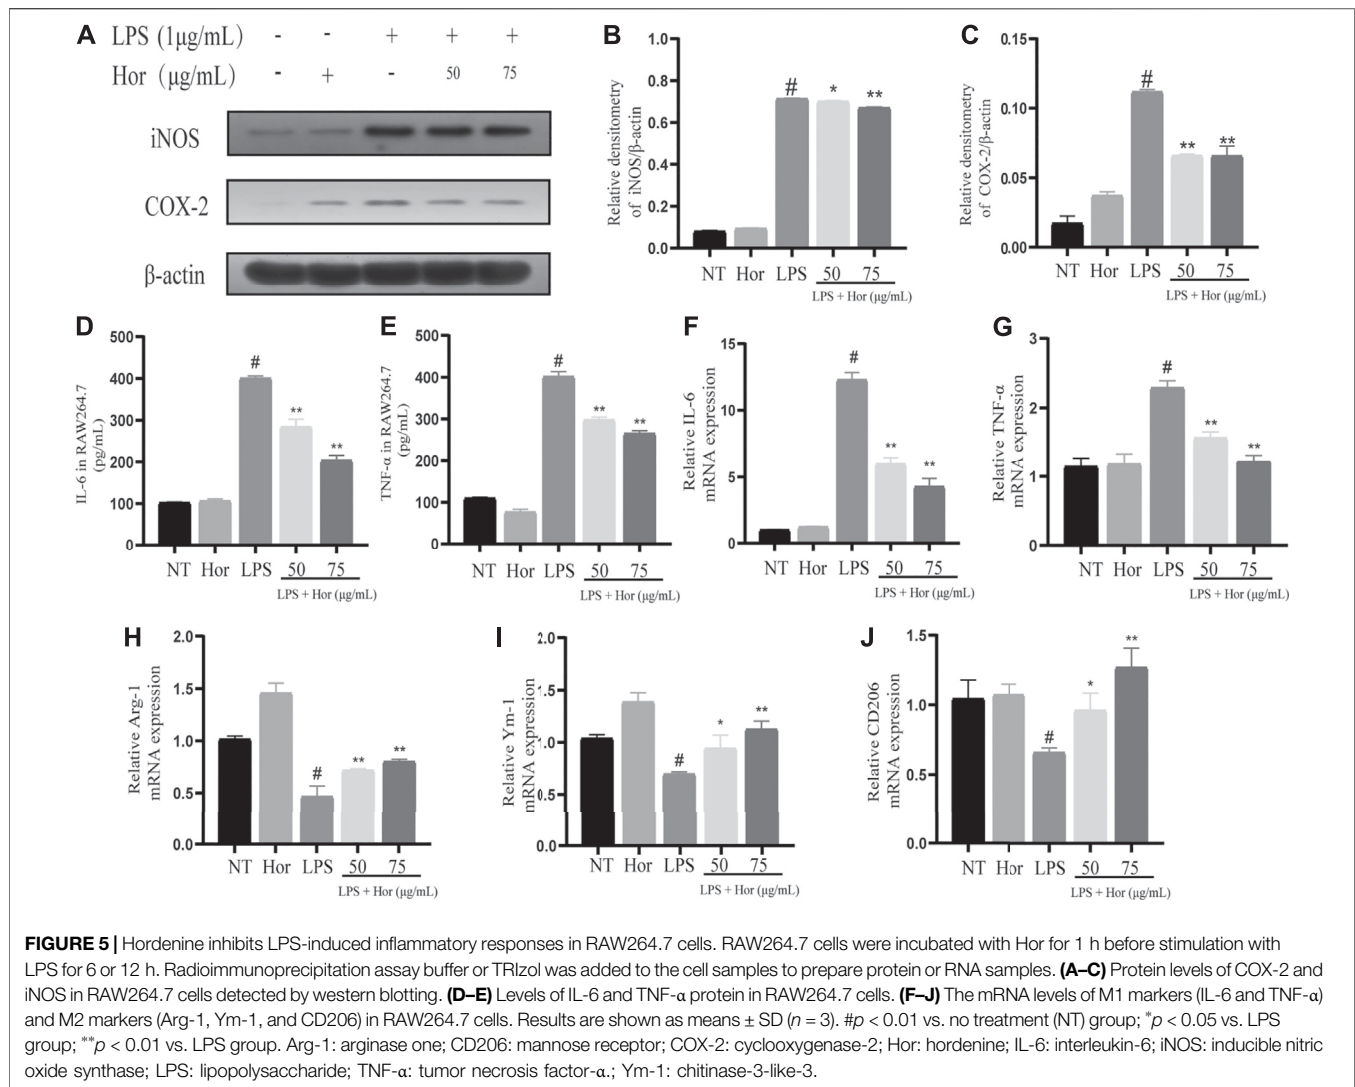 A
LPS (1μg/mL) - - + + +
Hor (μg/mL) - + - 50 75
iNOS
COX-2
β-actin
B
Relative densitometry
of iNOS/β-actin
1.0
0.8
0.6
0.4
0.2
0.0
# * **
NT Hor LPS 50 75
LPS + Hor (μg/mL)
C
Relative densitometry
of COX-2/β-actin
0.15
0.10
0.05
0.00
# ** **
NT Hor LPS 50 75
LPS + Hor (μg/mL)
D
IL-6 in RAW264.7
(pg/mL)
500
400
300
200
100
0
# ** **
NT Hor LPS 50 75
LPS + Hor (μg/mL)
E
TNF-α in RAW264.7
(pg/mL)
500
400
300
200
100
0
# ** **
NT Hor LPS 50 75
LPS + Hor (μg/mL)
F
Relative IL-6
mRNA expression
15
10
5
0
# ** **
NT Hor LPS 50 75
LPS + Hor (μg/mL)
G
Relative TNF-α
mRNA expression
3
2
1
0
# ** **
NT Hor LPS 50 75
LPS + Hor (μg/mL)
H
Relative Arg-1
mRNA expression
2.0
1.5
1.0
0.5
0.0
# ** **
NT Hor LPS 50 75
LPS + Hor (μg/mL)
I
Relative Ym-1
mRNA expression
2.0
1.5
1.0
0.5
0.0
# * **
NT Hor LPS 50 75
LPS + Hor (μg/mL)
J
Relative CD206
mRNA expression
1.5
1.0
0.5
0.0
# * **
NT Hor LPS 50 75
LPS + Hor (μg/mL)
FIGURE 5 | Hordenine inhibits LPS-induced inflammatory responses in RAW264.7 cells. RAW264.7 cells were incubated with Hor for 1 h before stimulation with
LPS for 6 or 12 h. Radioimmunoprecipitation assay buffer or TRIzol was added to the cell samples to prepare protein or RNA samples. (A–C) Protein levels of COX-2 and
iNOS in RAW264.7 cells detected by western blotting. (D–E) Levels of IL-6 and TNF-α protein in RAW264.7 cells. (F–J) The mRNA levels of M1 markers (IL-6 and TNF-α)
and M2 markers (Arg-1, Ym-1, and CD206) in RAW264.7 cells. Results are shown as means ± SD (n = 3). #p < 0.01 vs. no treatment (NT) group; *p < 0.05 vs. LPS
group; **p < 0.01 vs. LPS group. Arg-1: arginase one; CD206: mannose receptor; COX-2: cyclooxygenase-2; Hor: hordenine; IL-6: interleukin-6; iNOS: inducible nitric
oxide synthase; LPS: lipopolysaccharide; TNF-α: tumor necrosis factor-α.; Ym-1: chitinase-3-like-3.